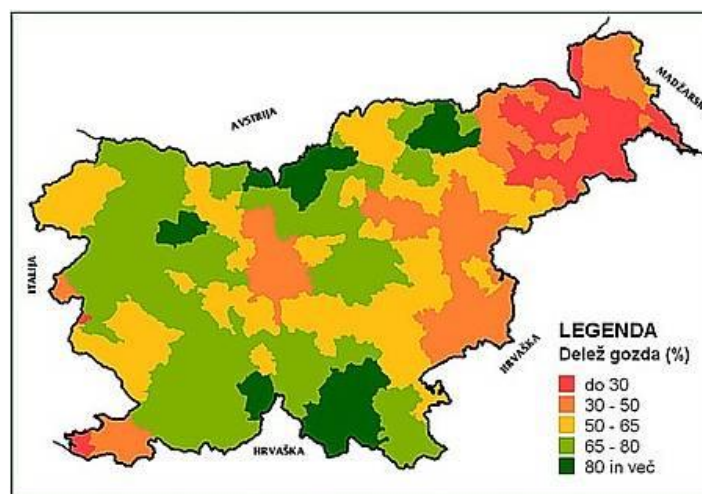 AVSTRIJA
MADŽARSKA
ITALIJA
HRVAŠKA
HRVAŠKA
LEGENDA
Delež gozda (%)
do 30
30 - 50
50 - 65
65 - 80
80 in več